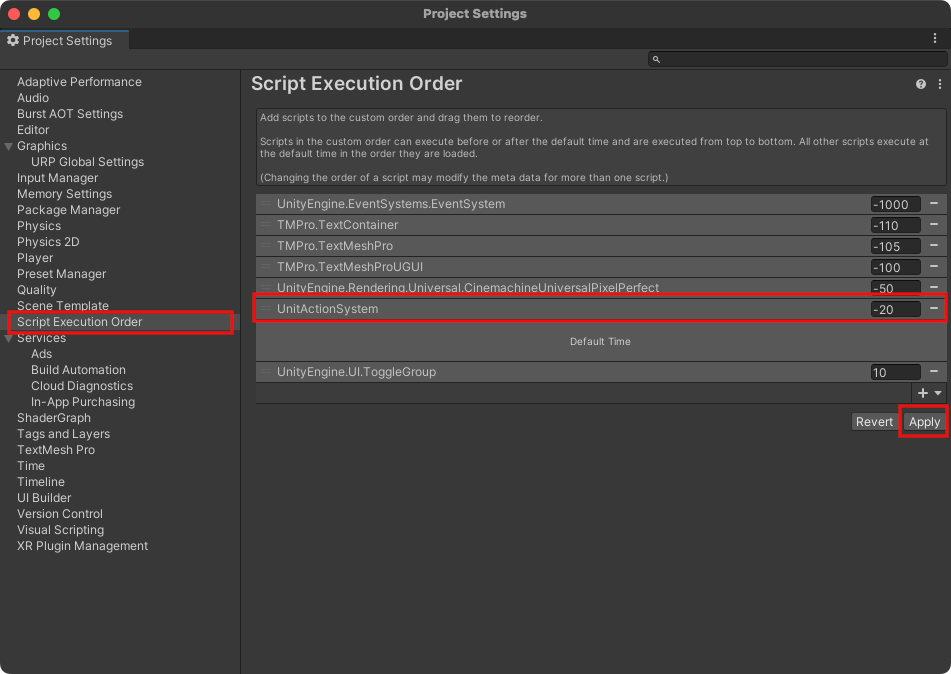 Project Settings
Project Settings
Adaptive Performance
Audio
Burst AOT Settings
Editor
Graphics
URP Global Settings
Input Manager
Memory Settings
Package Manager
Physics
Physics 2D
Player
Preset Manager
Quality
Scene Template
Script Execution Order
Services
Ads
Build Automation
Cloud Diagnostics
In-App Purchasing
ShaderGraph
Tags and Layers
TextMesh Pro
Time
Timeline
UI Builder
Version Control
Visual Scripting
XR Plugin Management
Script Execution Order
Add scripts to the custom order and drag them to reorder.
Scripts in the custom order can execute before or after the default time and are executed from top to bottom. All other scripts execute at
the default time in the order they are loaded.
(Changing the order of a script may modify the meta data for more than one script.)
UnityEngine.EventSystems.EventSystem -1000
TMPro.TextContainer -110
TMPro.TextMeshPro -105
TMPro.TextMeshProUGUI -100
UnityEngine.Rendering.Universal.CinemachineUniversalPixelPerfect -50
UnitActionSystem -20
Default Time
UnityEngine.UI.ToggleGroup 10
Revert Apply